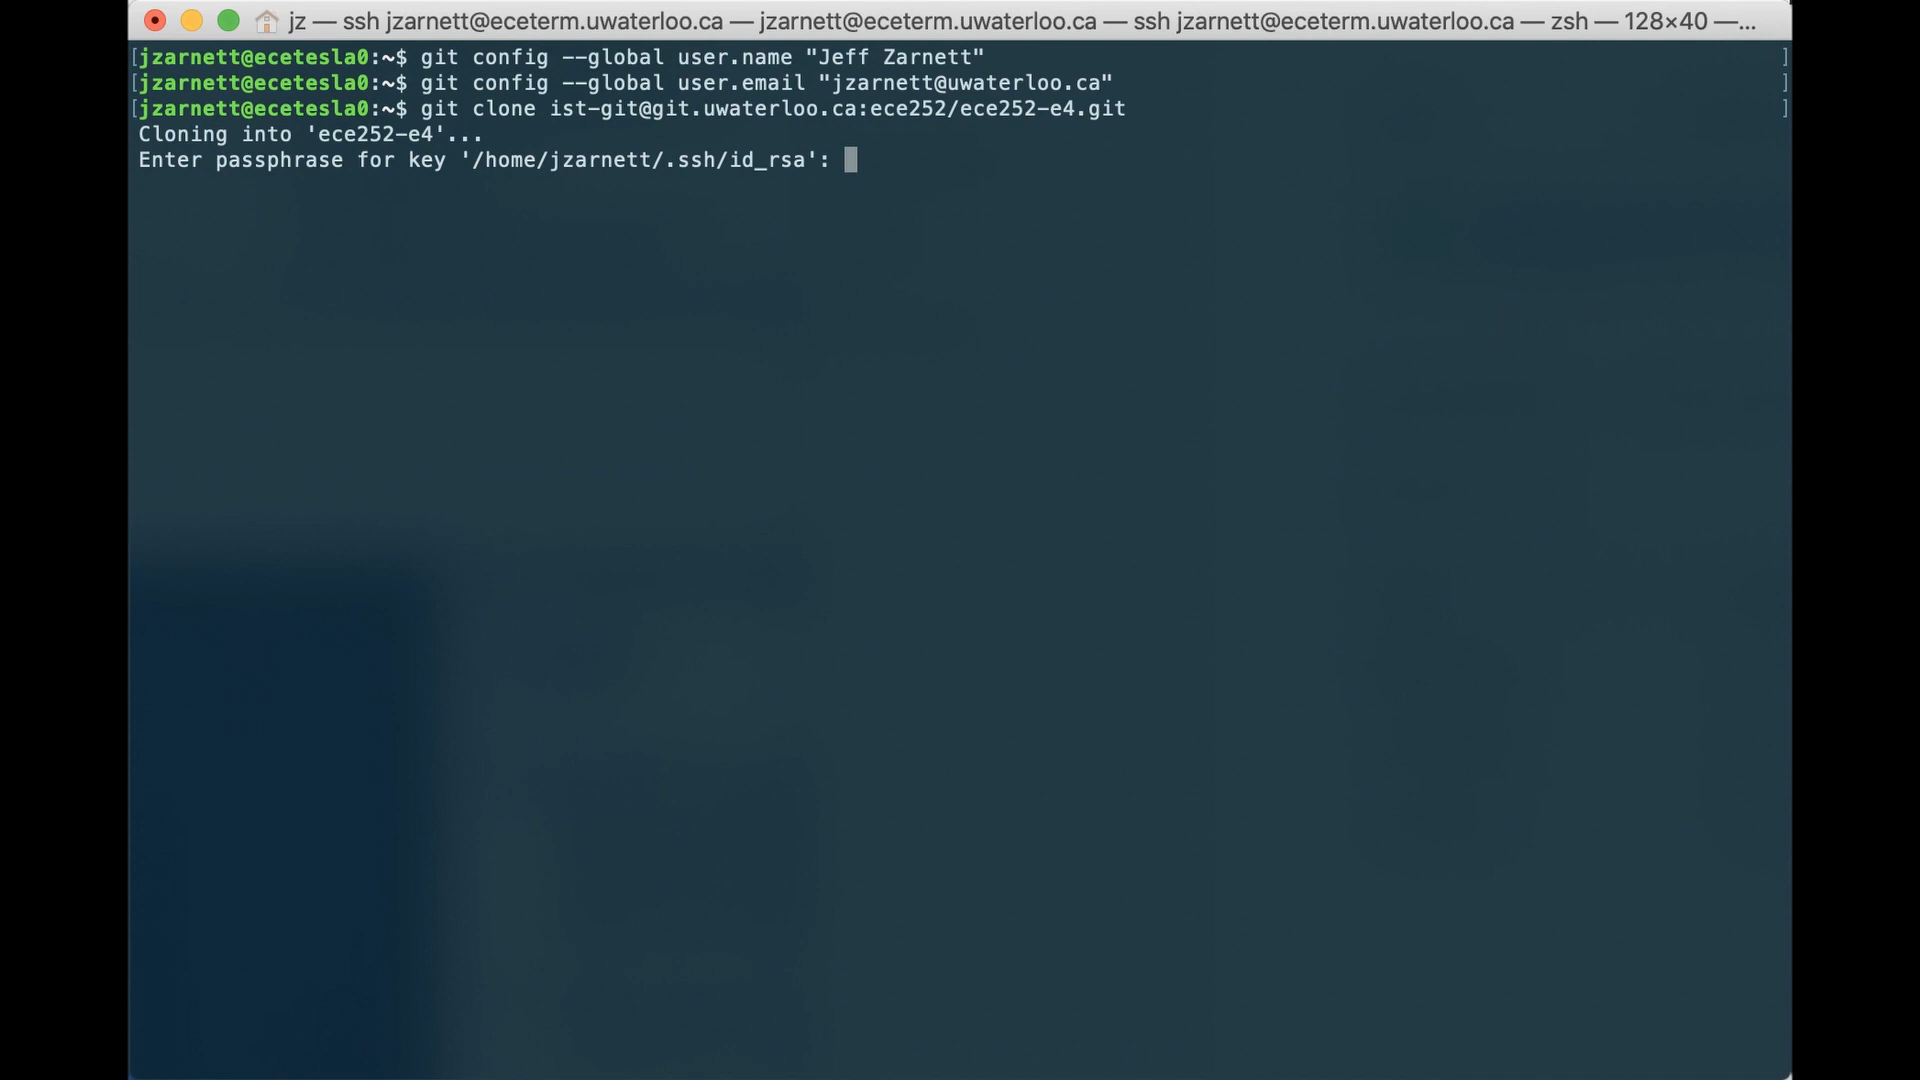 jz — ssh jzarnett@eceterm.uwaterloo.ca — jzarnett@eceterm.uwaterloo.ca — ssh jzarnett@eceterm.uwaterloo.ca — zsh — 128×40 —...
[jzarnett@ecetesla0:~$ git config --global user.name "Jeff Zarnett" ]
[jzarnett@ecetesla0:~$ git config --global user.email "jzarnett@uwaterloo.ca" ]
[jzarnett@ecetesla0:~$ git clone ist-git@git.uwaterloo.ca:ece252/ece252-e4.git ]
Cloning into 'ece252-e4'...
Enter passphrase for key '/home/jzarnett/.ssh/id_rsa':